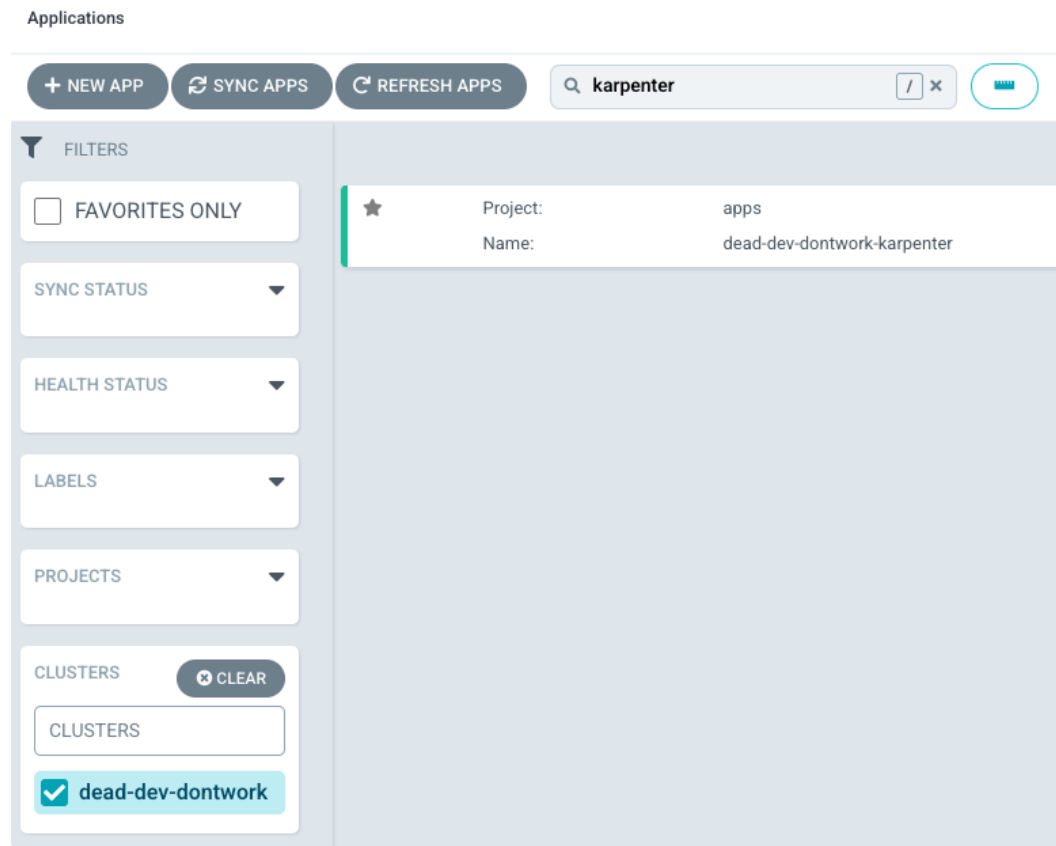 Applications
+ NEW APP SYNC APPS REFRESH APPS karpenter /
FILTERS
FAVORITES ONLY
Project: apps
Name: dead-dev-dontwork-karpenter
SYNC STATUS
HEALTH STATUS
LABELS
PROJECTS
CLUSTERS CLEAR
CLUSTERS
dead-dev-dontwork